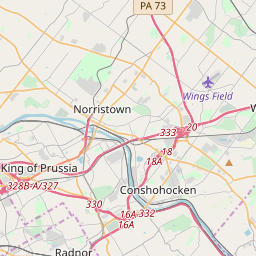 PA 73
Wings Field
Norristown
333
20
W
18
18A
King of Prussia
328B-A/327
Conshohocken
330
16A
332
16A
Radnor